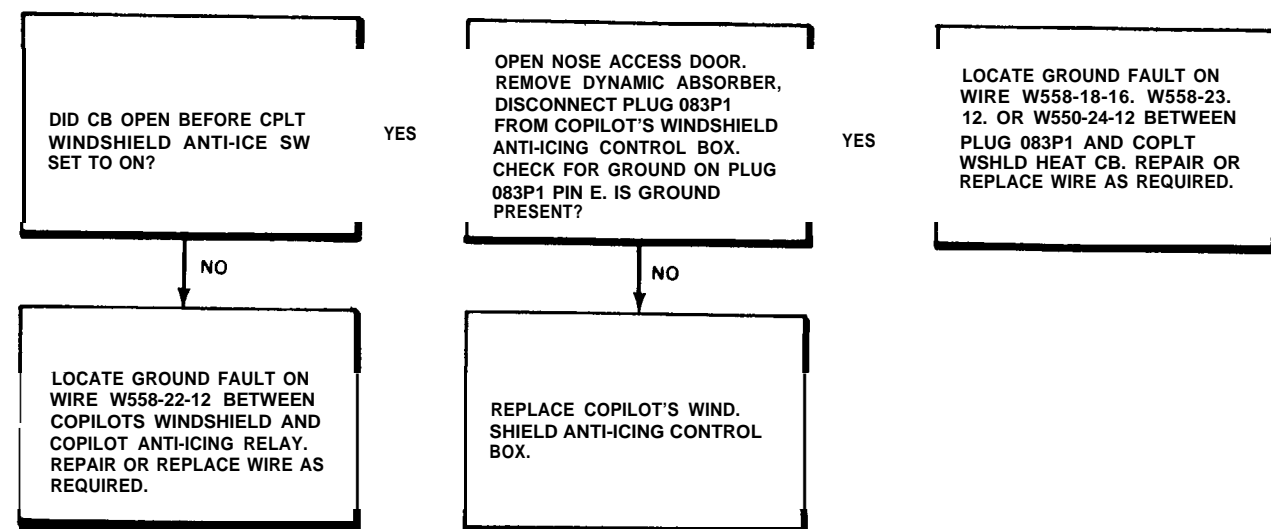 DID CB OPEN BEFORE CPLT
WINDSHIELD ANTI-ICE SW
SET TO ON?
YES
OPEN NOSE ACCESS DOOR.
REMOVE DYNAMIC ABSORBER,
DISCONNECT PLUG 083P1
FROM COPILOT'S WINDSHIELD
ANTI-ICING CONTROL BOX.
CHECK FOR GROUND ON PLUG
083P1 PIN E. IS GROUND
PRESENT?
YES
LOCATE GROUND FAULT ON
WIRE W558-18-16. W558-23.
12. OR W550-24-12 BETWEEN
PLUG 083P1 AND COPLT
WSHLD HEAT CB. REPAIR OR
REPLACE WIRE AS REQUIRED.
NO
NO
LOCATE GROUND FAULT ON
WIRE W558-22-12 BETWEEN
COPILOTS WINDSHIELD AND
COPILOT ANTI-ICING RELAY.
REPAIR OR REPLACE WIRE AS
REQUIRED.
REPLACE COPILOT'S WIND.
SHIELD ANTI-ICING CONTROL
BOX.